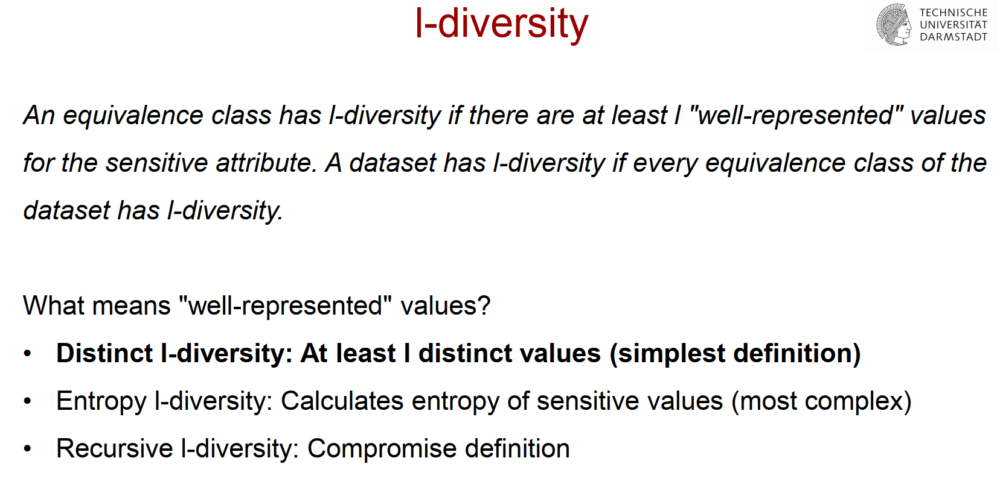 l-diversity
TECHNISCHE
UNIVERSITÄT
DARMSTADT
An equivalence class has l-diversity if there are at least l "well-represented" values
for the sensitive attribute. A dataset has l-diversity if every equivalence class of the
dataset has l-diversity.
What means "well-represented" values?
• Distinct l-diversity: At least l distinct values (simplest definition)
• Entropy l-diversity: Calculates entropy of sensitive values (most complex)
• Recursive l-diversity: Compromise definition